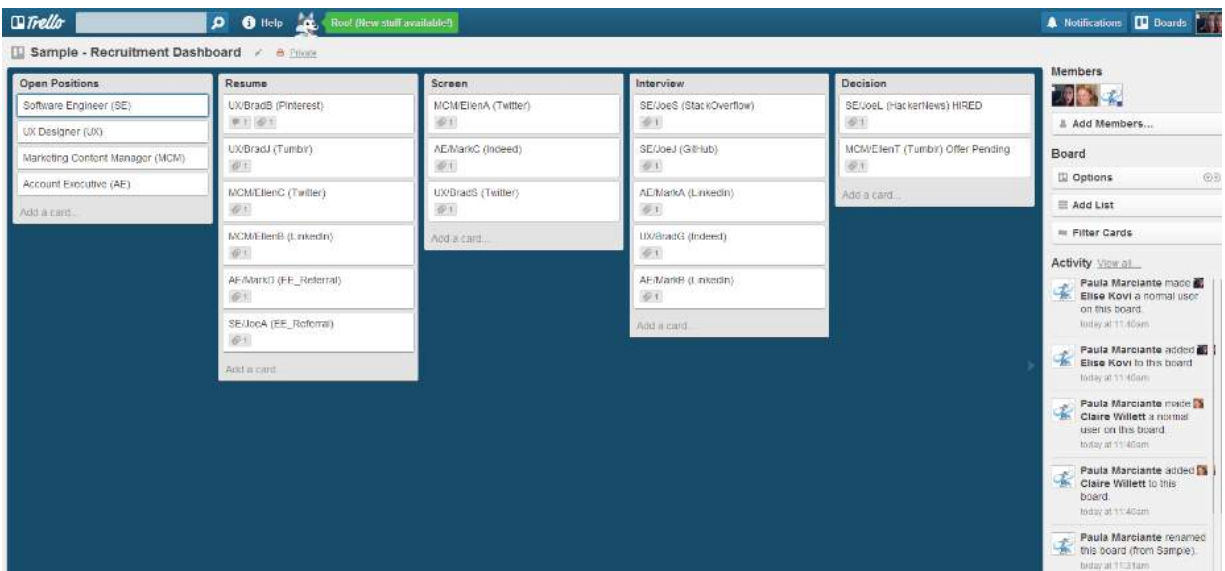 Trello
Help
Roo! (New stuff available!)
Notifications
Boards
Sample - Recruitment Dashboard
Private
Open Positions
Software Engineer (SE)
UX Designer (UX)
Marketing Content Manager (MCM)
Account Executive (AE)
Add a card...
Resume
UX/BradB (Pinterest)
1 1
UX/BradJ (Tumblr)
1
MCM/EllenC (Twitter)
1
MCM/EllenB (Linkedin)
1
AE/MarkD (EE_Referral)
1
SE/JoeA (EE_Referral)
1
Add a card...
Screen
MCM/EllenA (Twitter)
1
AE/MarkC (Indeed)
1
UX/BradS (Twitter)
1
Add a card...
Interview
SE/JoeS (StackOverflow)
1
SE/JoeJ (GitHub)
1
AE/MarkA (Linkedin)
1
UX/BradG (Indeed)
1
AE/MarkB (Linkedin)
1
Add a card...
Decision
SE/JoeL (HackerNews) HIRED
1
MCM/EllenT (Tumblr) Offer Pending
1
Add a card...
Members
Add Members...
Board
Options
Add List
Filter Cards
Activity View all...
Paula Marciante made
Elise Kovi a normal user
on this board.
today at 11:40am
Paula Marciante added
Elise Kovi to this board
today at 11:40am
Paula Marciante made
Claire Willett a normal
user on this board.
today at 11:40am
Paula Marciante added
Claire Willett to this
board.
today at 11:40am
Paula Marciante renamed
this board (from Sample).
today at 11:31am